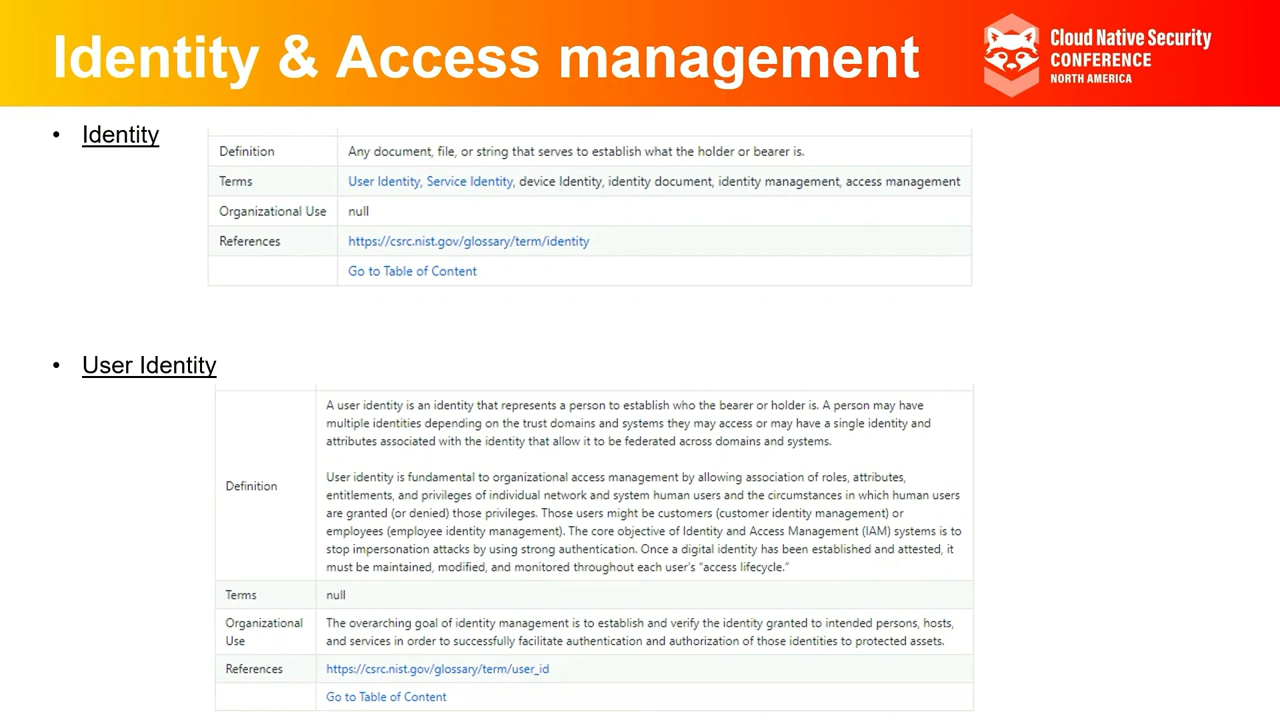 Identity & Access management
Cloud Native Security
CONFERENCE
NORTH AMERICA
• Identity
Definition
Any document, file, or string that serves to establish what the holder or bearer is.
Terms
User Identity, Service Identity, device Identity, identity document, identity management, access management
Organizational Use
null
References
https://csrc.nist.gov/glossary/term/identity
Go to Table of Content
• User Identity
Definition
A user identity is an identity that represents a person to establish who the bearer or holder is. A person may have
multiple identities depending on the trust domains and systems they may access or may have a single identity and
attributes associated with the identity that allow it to be federated across domains and systems.
User identity is fundamental to organizational access management by allowing association of roles, attributes,
entitlements, and privileges of individual network and system human users and the circumstances in which human users
are granted (or denied) those privileges. Those users might be customers (customer identity management) or
employees (employee identity management). The core objective of Identity and Access Management (IAM) systems is to
stop impersonation attacks by using strong authentication. Once a digital identity has been established and attested, it
must be maintained, modified, and monitored throughout each user's “access lifecycle.”
Terms
null
Organizational
Use
The overarching goal of identity management is to establish and verify the identity granted to intended persons, hosts,
and services in order to successfully facilitate authentication and authorization of those identities to protected assets.
References
https://csrc.nist.gov/glossary/term/user_id
Go to Table of Content